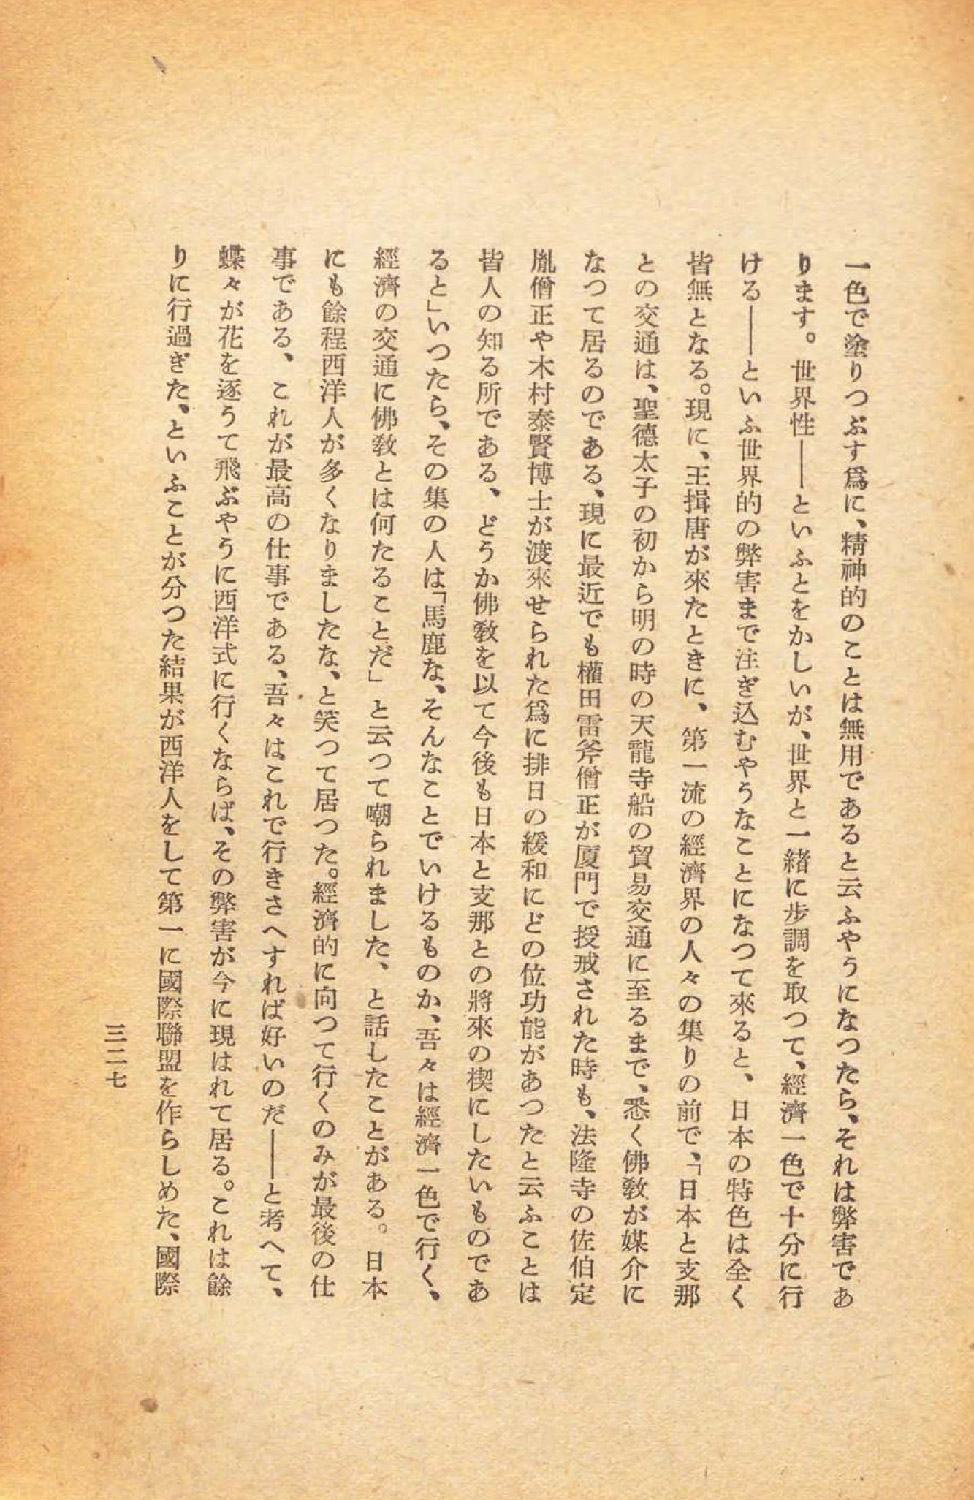 一色で塗りつぶす爲に、精神的のことは無用であると云ふやうになつたら、それは弊害であ
ります。世界性――といふとをかしいが、世界と一緒に步調を取つて、經濟一色で十分に行
ける――といふ世界的の弊害まで注ぎ込むやうなことになつて來ると、日本の特色は全く
皆無となる。現に、王揖唐が來たときに、第一流の經濟界の人々の集りの前で、「日本と支那
との交通は、聖德太子の初から明の時の天龍寺船の貿易交通に至るまで、悉く佛敎が媒介に
なつて居るのである、現に最近でも權田雷斧僧正が厦門で授戒された時も、法隆寺の佐伯定
胤僧正や木村泰賢博士が渡來せられた爲に排日の緩和にどの位功能があつたと云ふことは
皆人の知る所である、どうか佛敎を以て今後も日本と支那との將來の楔にしたいものであ
ると」いつたら、その集の人は「馬鹿な、そんなことでいけるものか、吾々は經濟一色で行く、
經濟の交通に佛敎とは何たることだ」と云つて嘲られました、と話したことがある。日本
にも餘程西洋人が多くなりましたな、と笑つて居つた。經濟的に向つて行くのみが最後の仕
事である、これが最高の仕事である、吾々はこれで行きさへすれば好いのだ――と考へて、
蝶々が花を逐うて飛ぶやうに西洋式に行くならば、その弊害が今に現はれて居る。これは餘
りに行過ぎた、といふことが分つた結果が西洋人をして第一に國際聯盟を作らしめた、國際
三二七